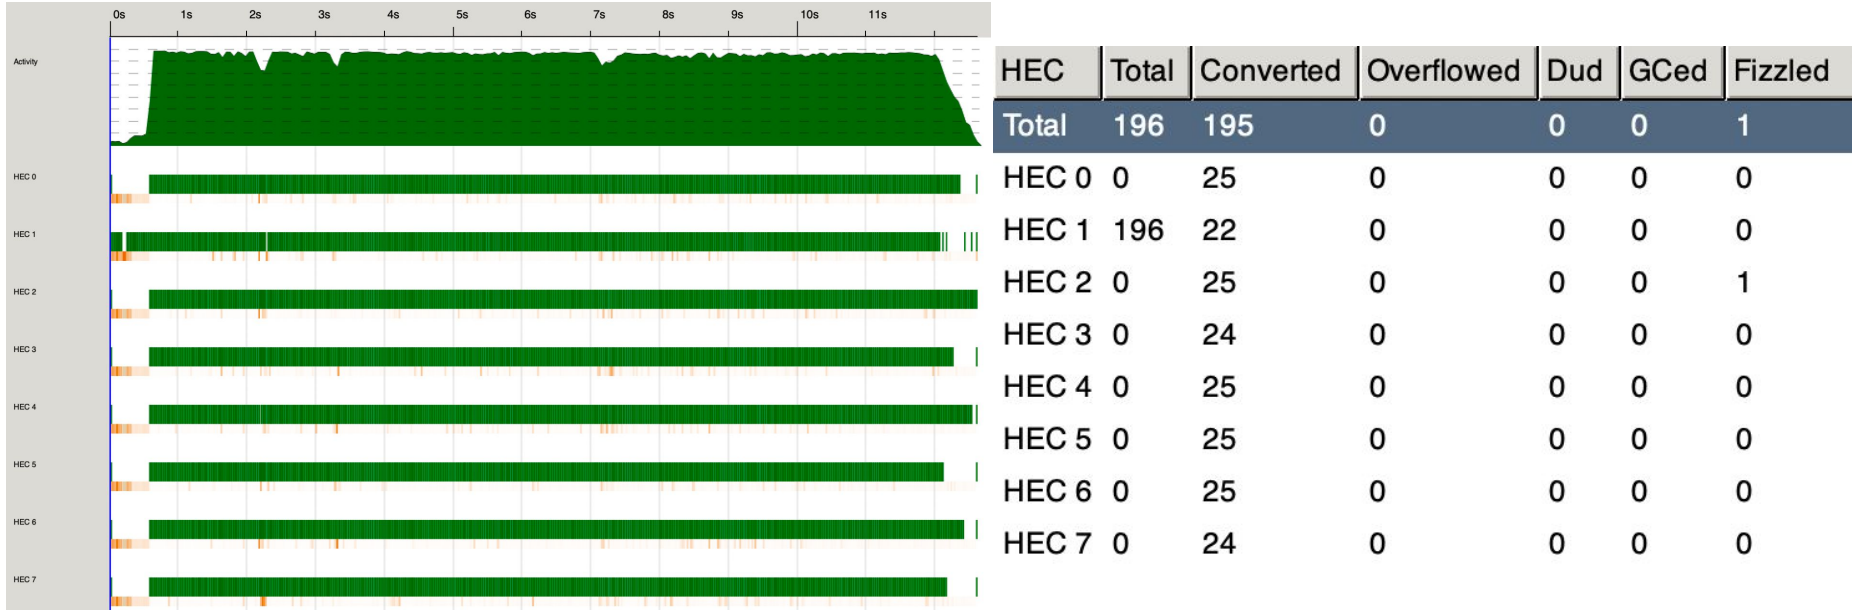 0s 1s 2s 3s 4s 5s 6s 7s 8s 9s 10s 11s
Activity
HEC 0
HEC 1
HEC 2
HEC 3
HEC 4
HEC 5
HEC 6
HEC 7
HEC Total Converted Overflowed Dud GCed Fizzled
Total 196 195 0 0 0 1
HEC 0 0 25 0 0 0 0
HEC 1 196 22 0 0 0 0
HEC 2 0 25 0 0 0 1
HEC 3 0 24 0 0 0 0
HEC 4 0 25 0 0 0 0
HEC 5 0 25 0 0 0 0
HEC 6 0 25 0 0 0 0
HEC 7 0 24 0 0 0 0